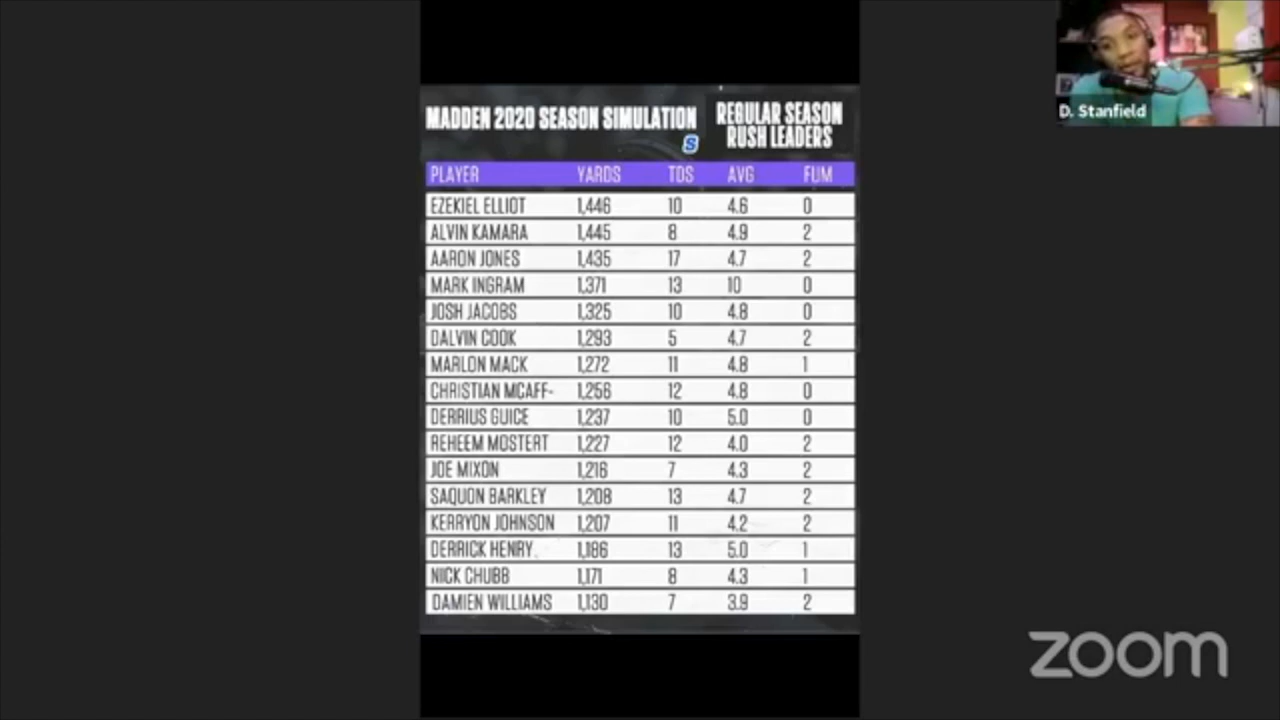 MADDEN 2020 SEASON SIMULATION
S
REGULAR SEASON
RUSH LEADERS
PLAYER YARDS TDS AVG FUM
EZEKIEL ELLIOT 1,446 10 4.6 0
ALVIN KAMARA 1,445 8 4.9 2
AARON JONES 1,435 17 4.7 2
MARK INGRAM 1,371 13 10 0
JOSH JACOBS 1,325 10 4.8 0
DALVIN COOK 1,293 5 4.7 2
MARLON MACK 1,272 11 4.8 1
CHRISTIAN MCAFF- 1,256 12 4.8 0
DERRIUS GUICE 1,237 10 5.0 0
REHEEM MOSTERT 1,227 12 4.0 2
JOE MIXON 1,216 7 4.3 2
SAQUON BARKLEY 1,208 13 4.7 2
KERRYON JOHNSON 1,207 11 4.2 2
DERRICK HENRY 1,186 13 5.0 1
NICK CHUBB 1,171 8 4.3 1
DAMIEN WILLIAMS 1,130 7 3.9 2
D. Stanfield
zoom